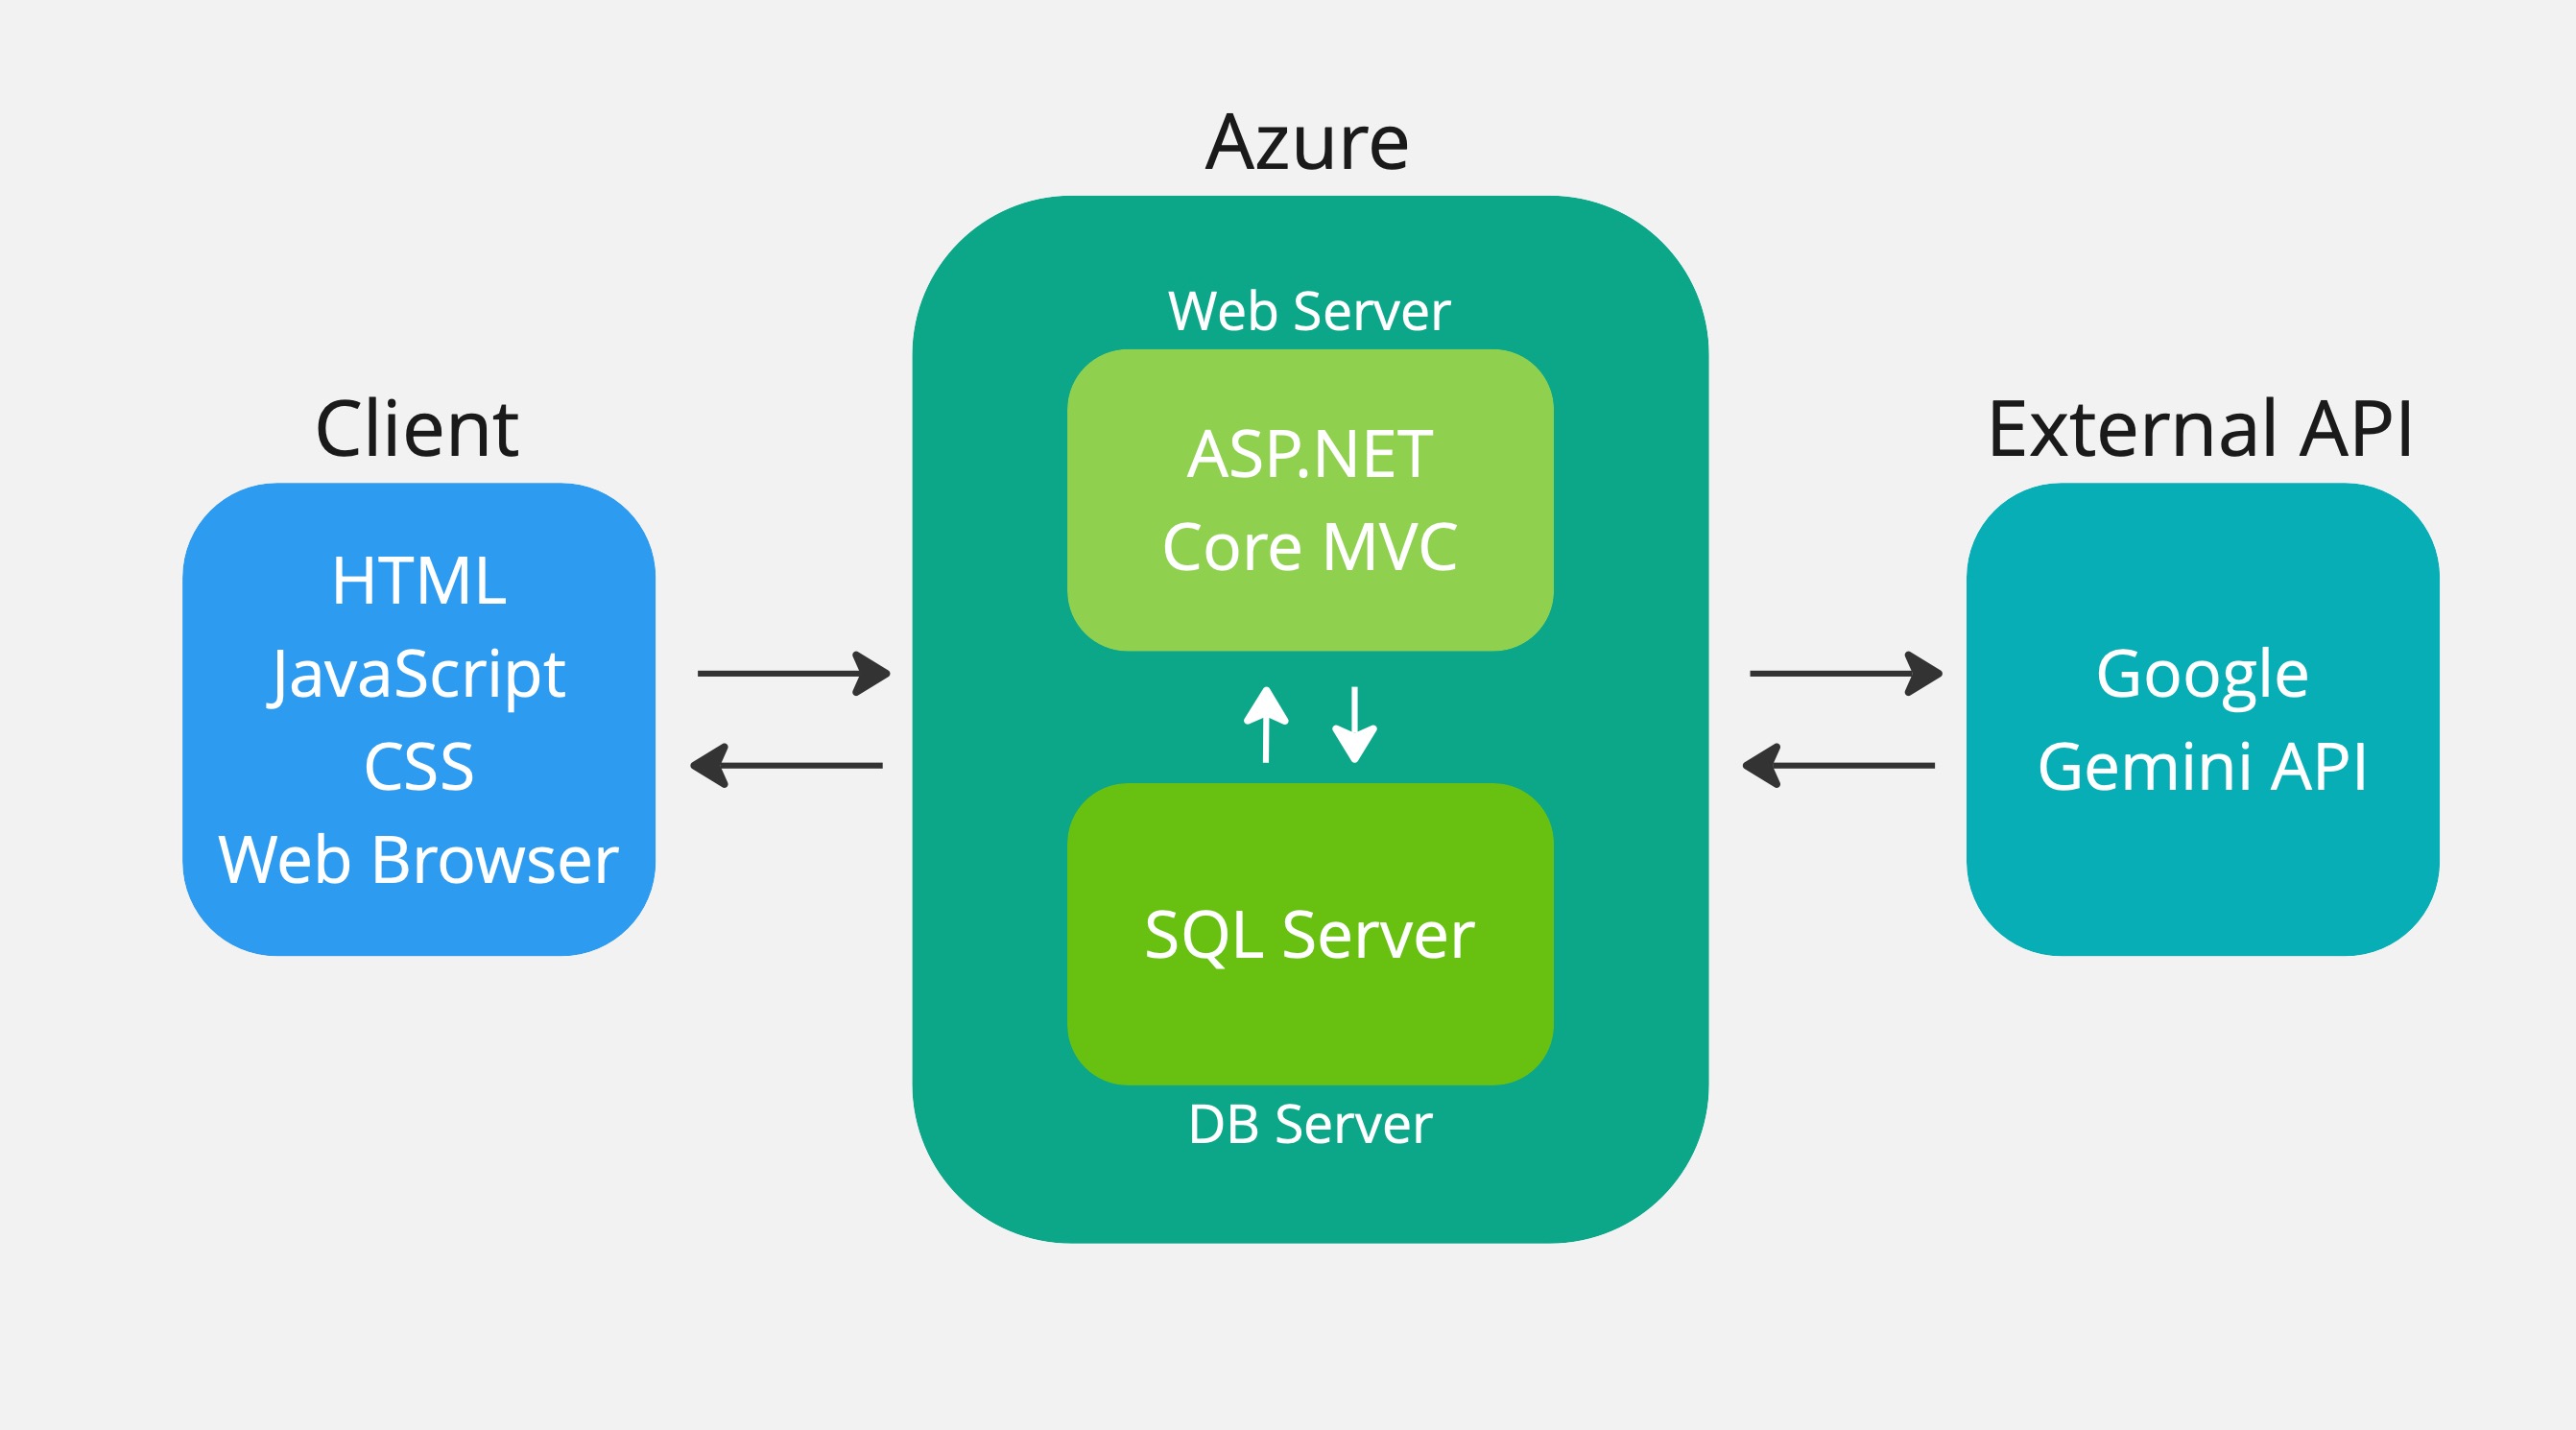 Azure
Web Server
ASP.NET
Core MVC
SQL Server
DB Server
Client
HTML
JavaScript
CSS
Web Browser
External API
Google
Gemini API